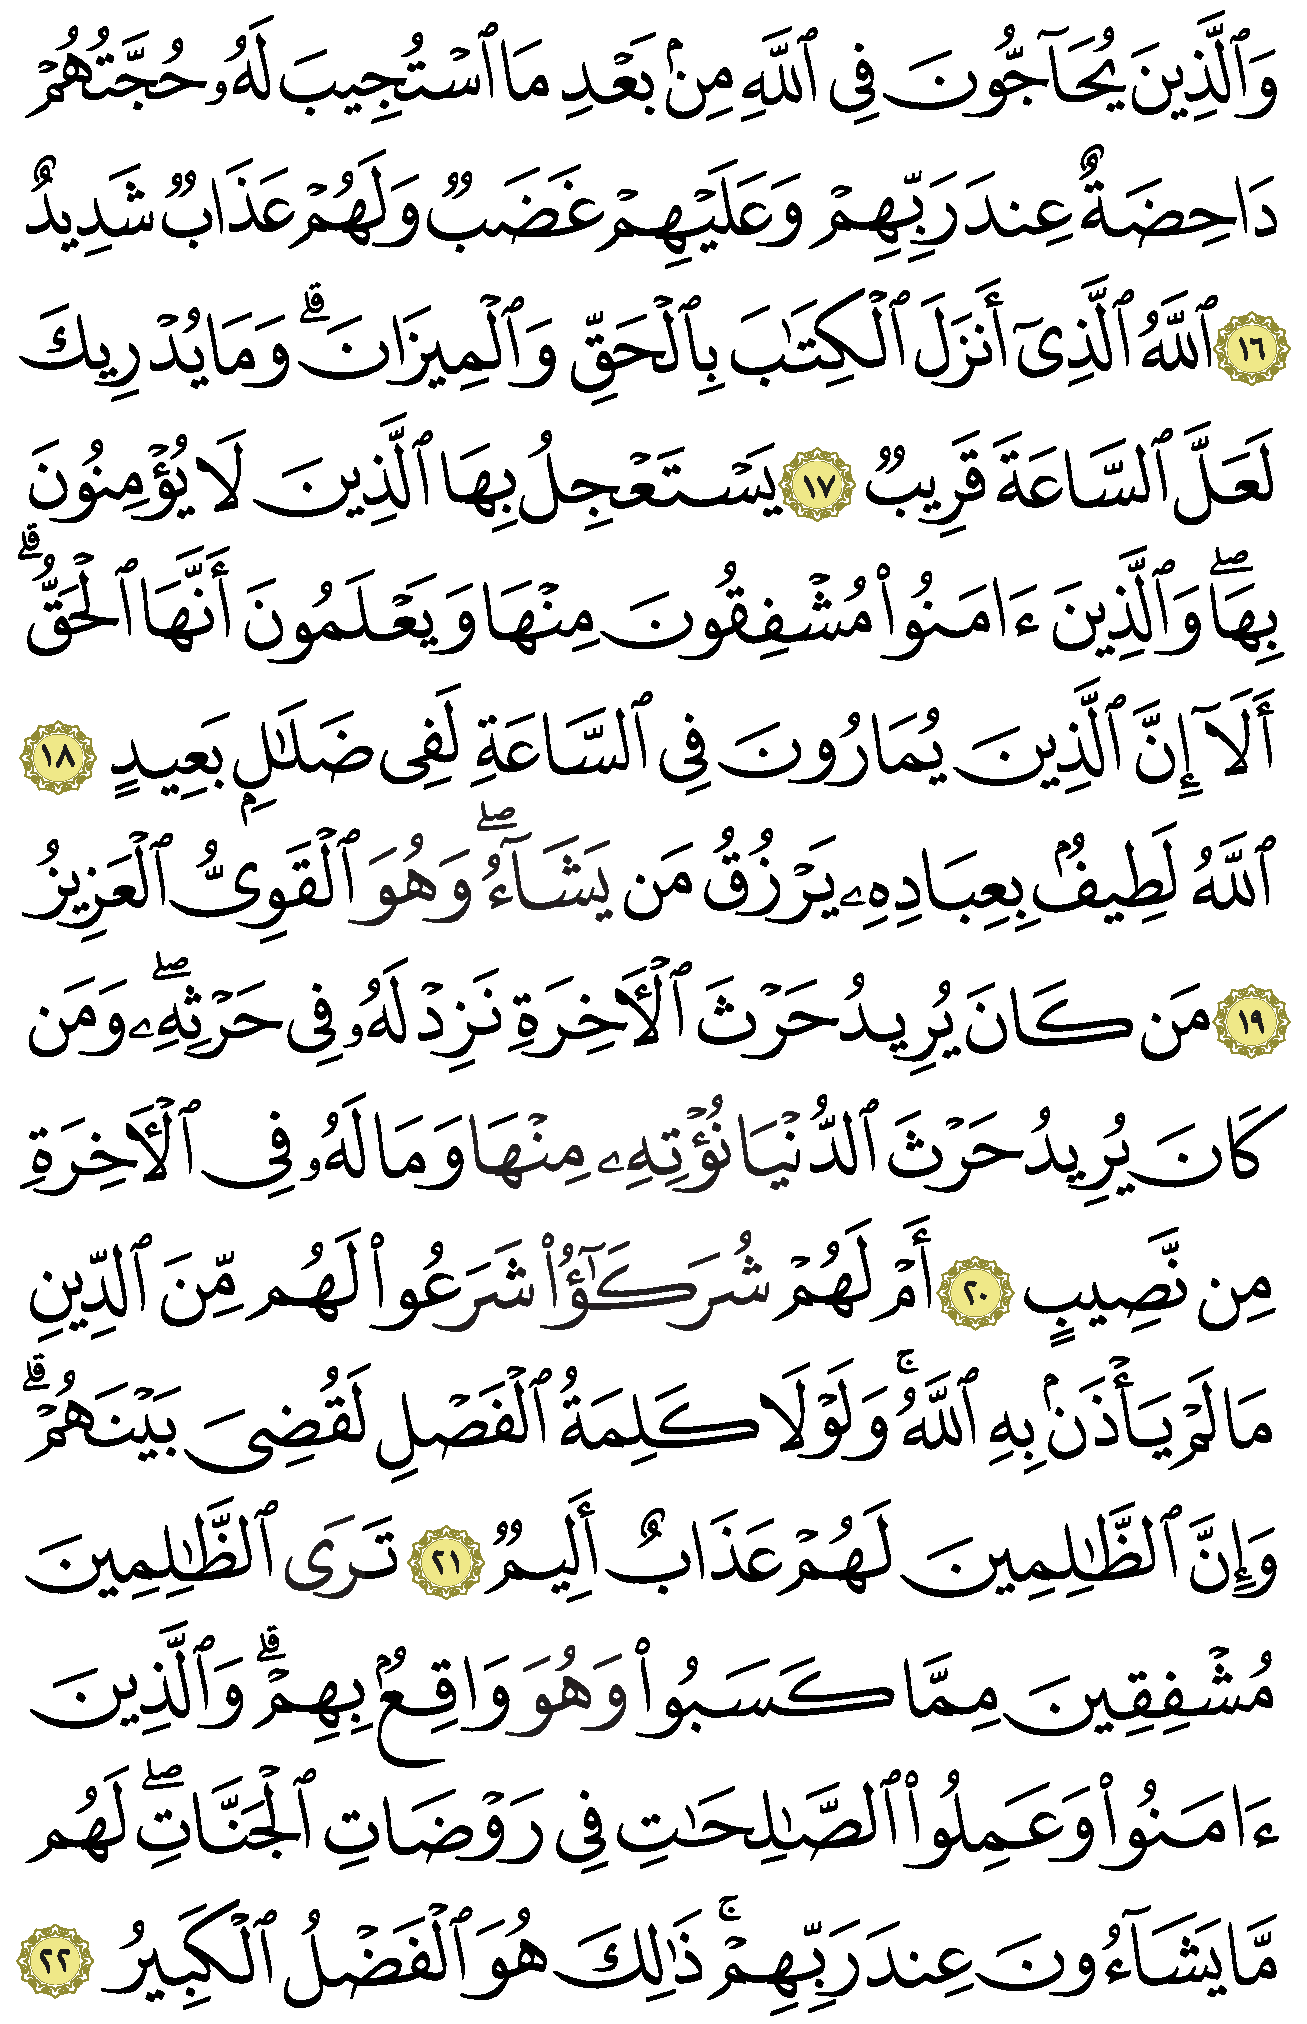 وَٱلَّذِينَ يُحَآجُّونَ فِى ٱللَّهِ مِنۢ بَعْدِ مَا ٱسْتُجِيبَ لَهُۥ حُجَّتُهُمْ
دَاحِضَةٌ عِندَ رَبِّهِمْ وَعَلَيْهِمْ غَضَبٌ وَلَهُمْ عَذَابٌ شَدِيدٌ
١٦ ٱللَّهُ ٱلَّذِىٓ أَنزَلَ ٱلْكِتَـٰبَ بِٱلْحَقِّ وَٱلْمِيزَانَ ۗ وَمَا يُدْرِيكَ
لَعَلَّ ٱلسَّاعَةَ قَرِيبٌ ١٧ يَسْتَعْجِلُ بِهَا ٱلَّذِينَ لَا يُؤْمِنُونَ
بِهَا ۖ وَٱلَّذِينَ ءَامَنُوا۟ مُشْفِقُونَ مِنْهَا وَيَعْلَمُونَ أَنَّهَا ٱلْحَقُّ ۗ
أَلَآ إِنَّ ٱلَّذِينَ يُمَارُونَ فِى ٱلسَّاعَةِ لَفِى ضَلَـٰلٍۭ بَعِيدٍ ١٨
ٱللَّهُ لَطِيفٌۢ بِعِبَادِهِۦ يَرْزُقُ مَن يَشَآءُ ۖ وَهُوَ ٱلْقَوِىُّ ٱلْعَزِيزُ
١٩ مَن كَانَ يُرِيدُ حَرْثَ ٱلْـَٔاخِرَةِ نَزِدْ لَهُۥ فِى حَرْثِهِۦ ۖ وَمَن
كَانَ يُرِيدُ حَرْثَ ٱلدُّنْيَا نُؤْتِهِۦ مِنْهَا وَمَا لَهُۥ فِى ٱلْـَٔاخِرَةِ
مِن نَّصِيبٍ ٢٠ أَمْ لَهُمْ شُرَكَـٰٓؤُا۟ شَرَعُوا۟ لَهُم مِّنَ ٱلدِّينِ
مَا لَمْ يَأْذَنۢ بِهِ ٱللَّهُ ۚ وَلَوْلَا كَلِمَةُ ٱلْفَصْلِ لَقُضِىَ بَيْنَهُمْ ۗ
وَإِنَّ ٱلظَّـٰلِمِينَ لَهُمْ عَذَابٌ أَلِيمٌ ٢١ تَرَى ٱلظَّـٰلِمِينَ
مُشْفِقِينَ مِمَّا كَسَبُوا۟ وَهُوَ وَاقِعٌۢ بِهِمْ ۗ وَٱلَّذِينَ
ءَامَنُوا۟ وَعَمِلُوا۟ ٱلصَّـٰلِحَـٰتِ فِى رَوْضَاتِ ٱلْجَنَّاتِ ۖ لَهُم
مَّا يَشَآءُونَ عِندَ رَبِّهِمْ ۚ ذَٰلِكَ هُوَ ٱلْفَضْلُ ٱلْكَبِيرُ ٢٢